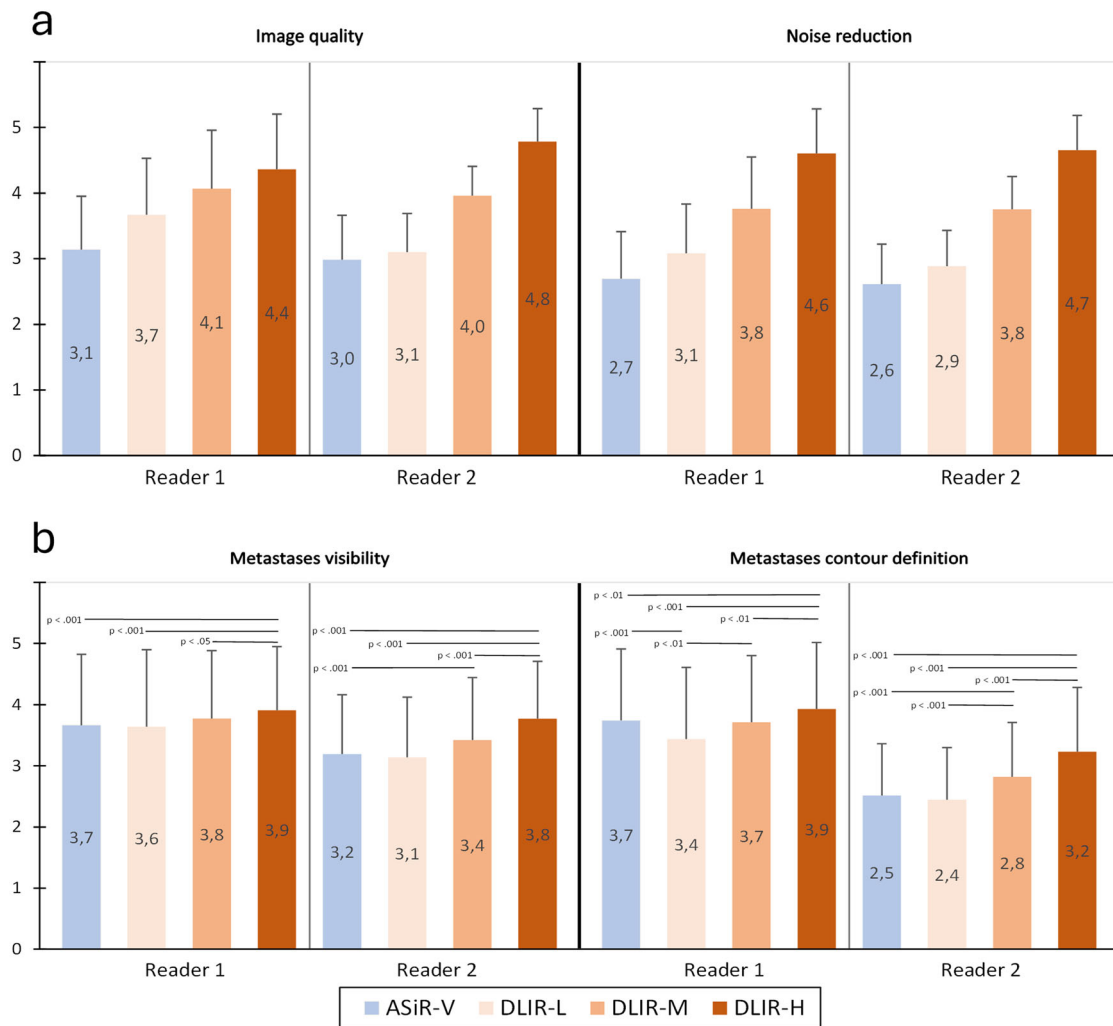 a
Image quality
Noise reduction
5
4
3
2
1
0
3,1
3,7
4,1
4,4
3,0
3,1
4,0
4,8
2,7
3,1
3,8
4,6
2,6
2,9
3,8
4,7
Reader 1
Reader 2
Reader 1
Reader 2
b
Metastases visibility
Metastases contour definition
5
4
3
2
1
0
p < .001
p < .001
p < .05
p < .001
p < .001
p < .001
p < .001
p < .01
p < .001
p < .01
p < .001
p < .01
p < .001
p < .001
p < .001
p < .001
p < .001
3,7
3,6
3,8
3,9
3,2
3,1
3,4
3,8
3,7
3,4
3,7
3,9
2,5
2,4
2,8
3,2
Reader 1
Reader 2
Reader 1
Reader 2
ASiR-V DLIR-L DLIR-M DLIR-H